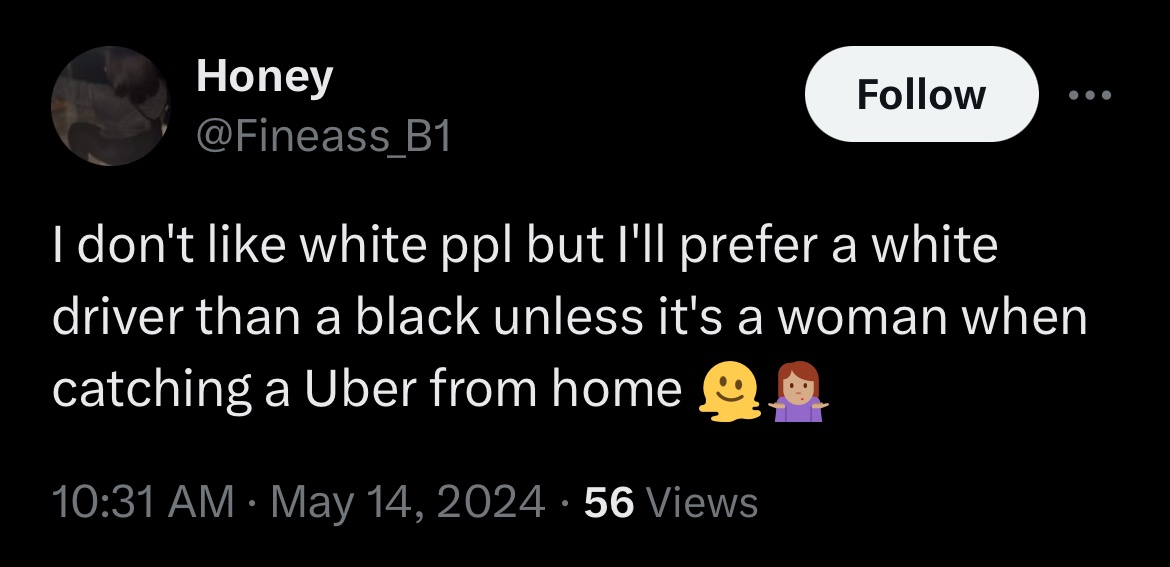 Honey
Follow
@Fineass_B1
I don't like white ppl but I'll prefer a white
driver than a black unless it's a woman when
catching a Uber from home 🫠🤷🏽‍♀️
10:31 AM · May 14, 2024 · 56 Views